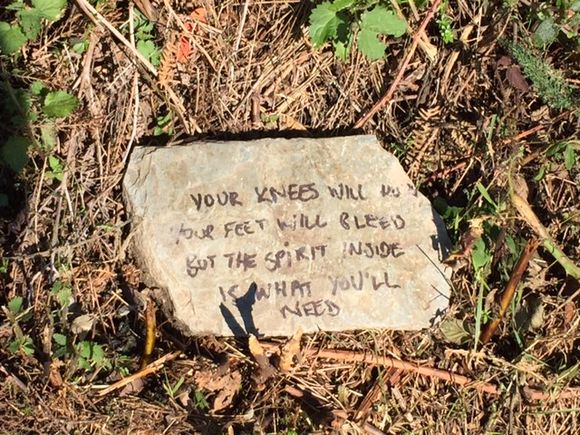 YOUR KNEES WILL
YOUR FEET WILL BLEED
BUT THE SPIRIT INSIDE
IS WHAT YOU'LL
NEED